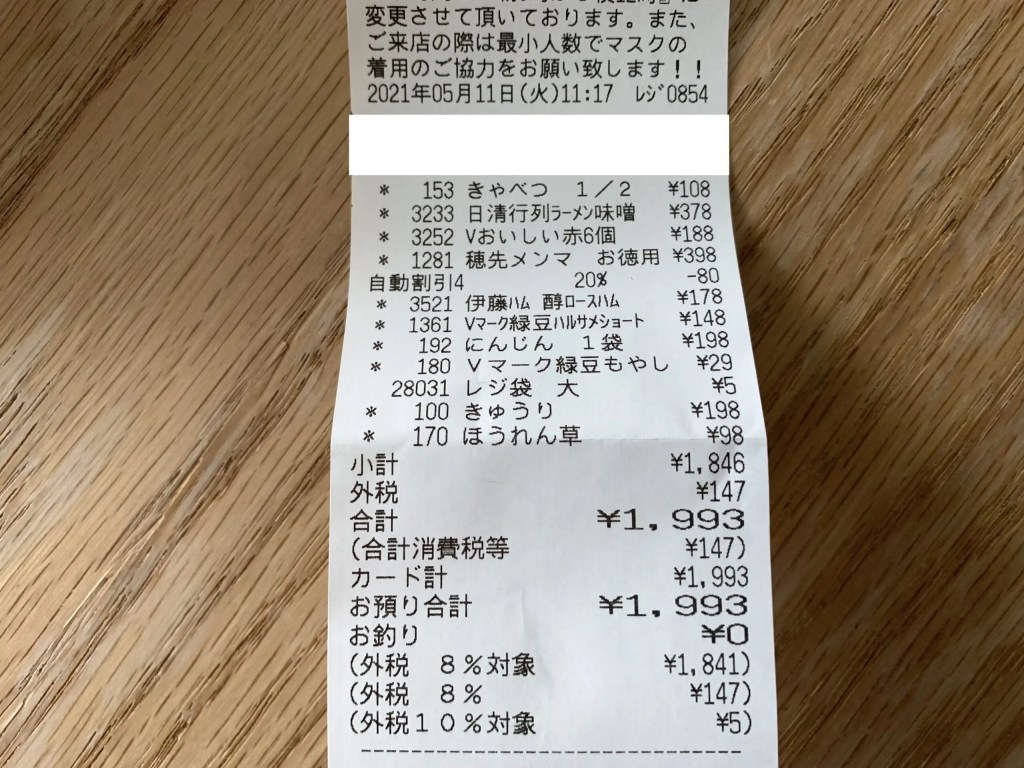 変更させて頂いております。また、
ご来店の際は最小人数でマスクの
着用のご協力をお願い致します！！
2021年05月11日(火)11:17 ﾚｼﾞ0854
* 153 きゃべつ １／２ ¥108
* 3233 日清行列ﾗｰﾒﾝ味噌 ¥378
* 3252 Vおいしい赤6個 ¥188
* 1281 穂先メンマ お徳用 ¥398
自動割引4 20% -80
* 3521 伊藤ﾊﾑ 醇ﾛｰｽﾊﾑ ¥178
* 1361 Vﾏｰｸ緑豆ﾊﾙｻﾒｼｮｰﾄ ¥148
* 192 にんじん １袋 ¥198
* 180 Ｖマーク緑豆もやし ¥29
28031 レジ袋 大 ¥5
* 100 きゅうり ¥198
* 170 ほうれん草 ¥98
小計 ¥1,846
外税 ¥147
合計 ¥1,993
(合計消費税等 ¥147)
カード計 ¥1,993
お預り合計 ¥1,993
お釣り ¥0
(外税 ８％対象 ¥1,841)
(外税 ８％ ¥147)
(外税１０％対象 ¥5)